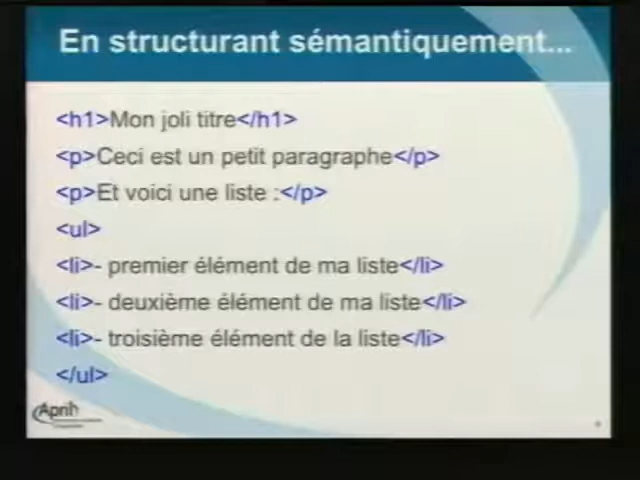 En structurant sémantiquement...
<h1>Mon joli titre</h1>
<p>Ceci est un petit paragraphe</p>
<p>Et voici une liste :</p>
<ul>
<li>- premier élément de ma liste</li>
<li>- deuxième élément de ma liste</li>
<li>- troisième élément de la liste</li>
</ul>
April